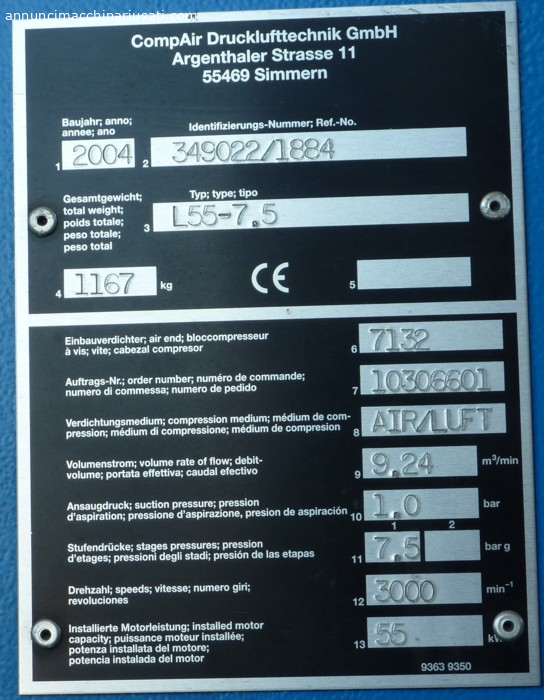 annuncimacchinariusati.com
CompAir Drucklufttechnik GmbH
Argenthaler Strasse 11
55469 Simmern
Baujahr; anno;
annee; ano
Identifizierungs-Nummer; Ref.-No.
1 2004 2 349022/1884
Gesamtgewicht;
total weight;
poids totale;
peso totale;
peso total
Typ; type; tipo
3 L55-7.5
4 1167 kg CE 5
Einbauverdichter; air end; bloccompresseur
à vis; vite; cabezal compresor
6 7132
Auftrags-Nr.; order number; numéro de commande;
numero di commessa; numero de pedido
7 10306601
Verdichtungsmedium; compression medium; médium de com-
pression; médium di compressione; médium de compresion
8 AIR/LUFT
Volumenstrom; volume rate of flow; debit-
volume; portata effettiva; caudal efectivo
9 9.24 m³/min
Ansaugdruck; suction pressure; pression
d'aspiration; pressione d'aspirazione, presion de aspiración
10 1.0 bar
1 2
Stufendrücke; stages pressures; pression
d'etages; pressioni degli stadi; presión de las etapas
11 7.5 bar g
Drehzahl; speeds; vitesse; numero giri;
revoluciones
12 3000 min⁻¹
Installierte Motorleistung; installed motor
capacity; puissance moteur installée;
potenza installata del motore;
potencia instalada del motor
13 55
9363 9350